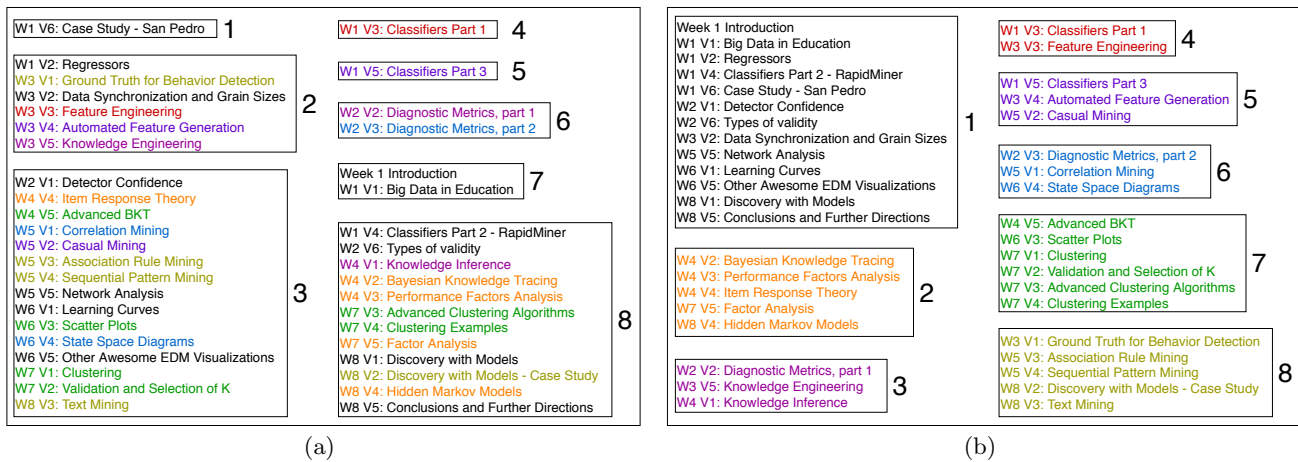 W1 V6: Case Study - San Pedro
1
W1 V2: Regressors
W3 V1: Ground Truth for Behavior Detection
W3 V2: Data Synchronization and Grain Sizes
W3 V3: Feature Engineering
W3 V4: Automated Feature Generation
W3 V5: Knowledge Engineering
2
W2 V1: Detector Confidence
W4 V4: Item Response Theory
W4 V5: Advanced BKT
W5 V1: Correlation Mining
W5 V2: Casual Mining
W5 V3: Association Rule Mining
W5 V4: Sequential Pattern Mining
W5 V5: Network Analysis
W6 V1: Learning Curves
W6 V3: Scatter Plots
W6 V4: State Space Diagrams
W6 V5: Other Awesome EDM Visualizations
W7 V1: Clustering
W7 V2: Validation and Selection of K
W8 V3: Text Mining
3
W1 V3: Classifiers Part 1
4
W1 V5: Classifiers Part 3
5
W2 V2: Diagnostic Metrics, part 1
W2 V3: Diagnostic Metrics, part 2
6
Week 1 Introduction
W1 V1: Big Data in Education
7
W1 V4: Classifiers Part 2 - RapidMiner
W2 V6: Types of validity
W4 V1: Knowledge Inference
W4 V2: Bayesian Knowledge Tracing
W4 V3: Performance Factors Analysis
W7 V3: Advanced Clustering Algorithms
W7 V4: Clustering Examples
W7 V5: Factor Analysis
W8 V1: Discovery with Models
W8 V2: Discovery with Models - Case Study
W8 V4: Hidden Markov Models
W8 V5: Conclusions and Further Directions
8
(a)
Week 1 Introduction
W1 V1: Big Data in Education
W1 V2: Regressors
W1 V4: Classifiers Part 2 - RapidMiner
W1 V6: Case Study - San Pedro
W2 V1: Detector Confidence
W2 V6: Types of validity
W3 V2: Data Synchronization and Grain Sizes
W5 V5: Network Analysis
W6 V1: Learning Curves
W6 V5: Other Awesome EDM Visualizations
W8 V1: Discovery with Models
W8 V5: Conclusions and Further Directions
1
W4 V2: Bayesian Knowledge Tracing
W4 V3: Performance Factors Analysis
W4 V4: Item Response Theory
W7 V5: Factor Analysis
W8 V4: Hidden Markov Models
2
W2 V2: Diagnostic Metrics, part 1
W3 V5: Knowledge Engineering
W4 V1: Knowledge Inference
3
W1 V3: Classifiers Part 1
W3 V3: Feature Engineering
4
W1 V5: Classifiers Part 3
W3 V4: Automated Feature Generation
W5 V2: Casual Mining
5
W2 V3: Diagnostic Metrics, part 2
W5 V1: Correlation Mining
W6 V4: State Space Diagrams
6
W4 V5: Advanced BKT
W6 V3: Scatter Plots
W7 V1: Clustering
W7 V2: Validation and Selection of K
W7 V3: Advanced Clustering Algorithms
W7 V4: Clustering Examples
7
W3 V1: Ground Truth for Behavior Detection
W5 V3: Association Rule Mining
W5 V4: Sequential Pattern Mining
W8 V2: Discovery with Models - Case Study
W8 V3: Text Mining
8
(b)